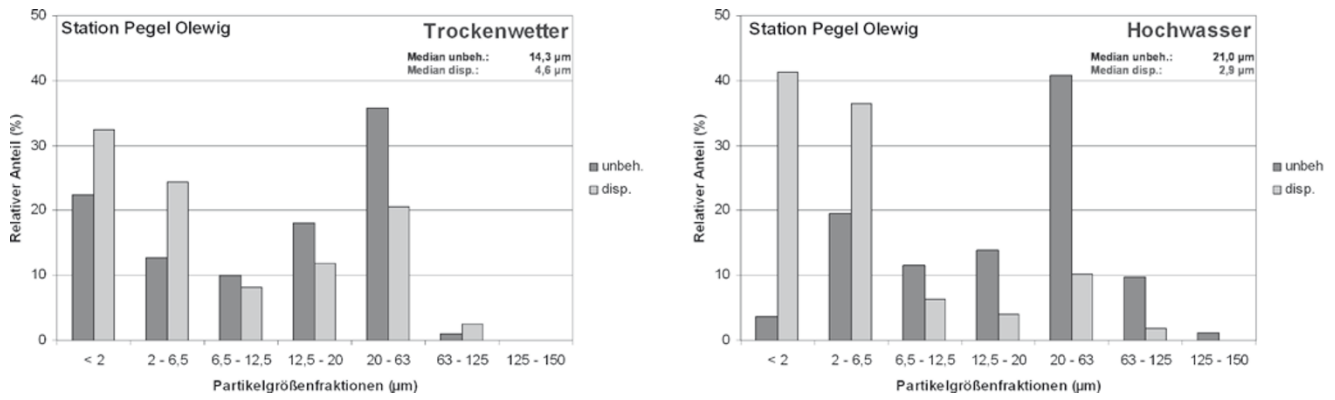 Station Pegel Olewig
Trockenwetter
Median unbeh.: 14,3 µm
Median disp.: 4,6 µm
Relativer Anteil (%)
50
40
30
20
10
0
< 2
2 - 6,5
6,5 - 12,5
12,5 - 20
20 - 63
63 - 125
125 - 150
Partikelgrößenfraktionen (µm)
unbeh.
disp.
Station Pegel Olewig
Hochwasser
Median unbeh.: 21,0 µm
Median disp.: 2,9 µm
Relativer Anteil (%)
50
40
30
20
10
0
< 2
2 - 6,5
6,5 - 12,5
12,5 - 20
20 - 63
63 - 125
125 - 150
Partikelgrößenfraktionen (µm)
unbeh
disp.